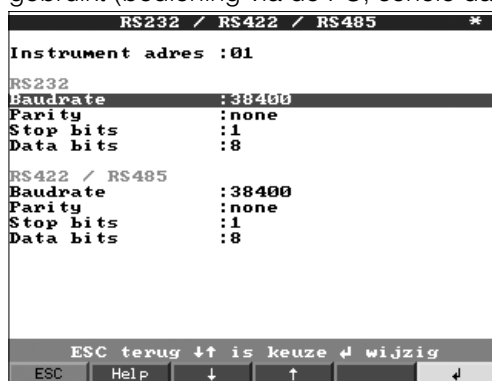 gebruikt (bediening via de PC, seriële da
RS232 / RS422 / RS485 *
Instrument adres :01
RS232
Baudrate :38400
Parity :none
Stop bits :1
Data bits :8
RS422 / RS485
Baudrate :38400
Parity :none
Stop bits :1
Data bits :8
ESC terug ↓↑ is keuze ↲ wijzig
ESC Help ↓ ↑ ↲